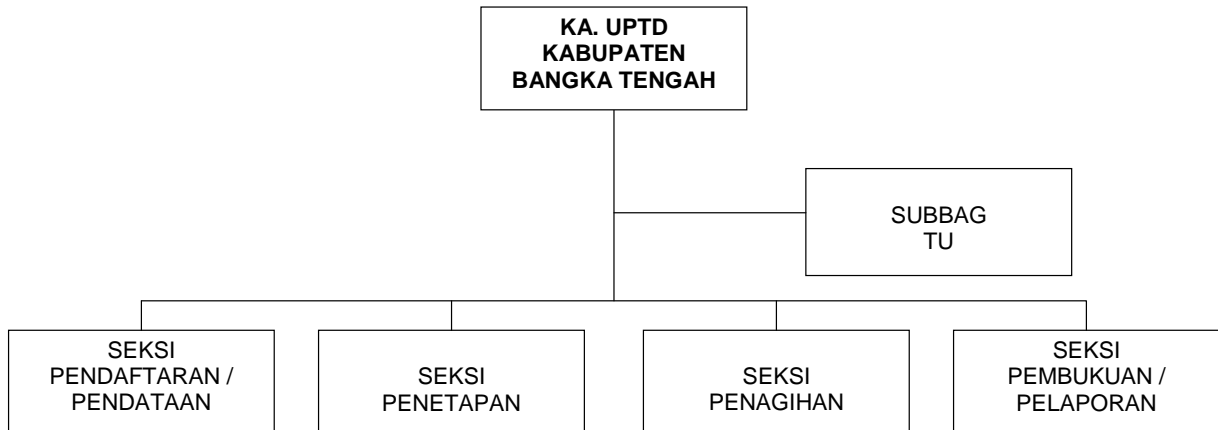 KA. UPTD
KABUPATEN
BANGKA TENGAH
SUBBAG
TU
SEKSI
PENDAFTARAN /
PENDATAAN
SEKSI
PENETAPAN
SEKSI
PENAGIHAN
SEKSI
PEMBUKUAN /
PELAPORAN